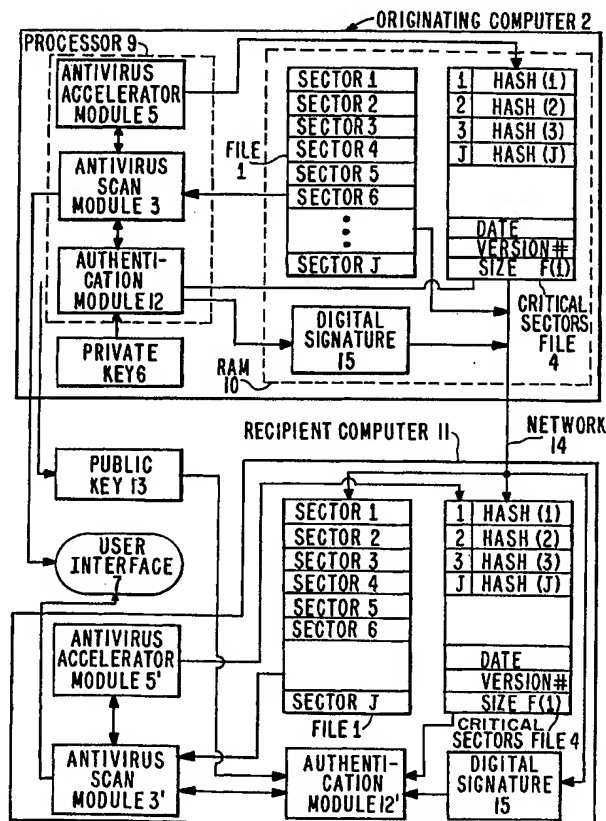 ORIGINATING COMPUTER 2
PROCESSOR 9
ANTIVIRUS
ACCELERATOR
MODULE 5
ANTIVIRUS
SCAN
MODULE 3
AUTHENTI-
CATION
MODULE 12
PRIVATE
KEY 6
FILE
1
SECTOR 1
SECTOR 2
SECTOR 3
SECTOR 4
SECTOR 5
SECTOR 6
SECTOR J
DIGITAL
SIGNATURE
15
RAM
10
1 HASH (1)
2 HASH (2)
3 HASH (3)
J HASH (J)
DATE
VERSION#
SIZE F(1)
CRITICAL
SECTORS
FILE
4
NETWORK
14
RECIPIENT COMPUTER 11
PUBLIC
KEY 13
USER
INTERFACE
7
ANTIVIRUS
ACCELERATOR
MODULE 5'
ANTIVIRUS
SCAN
MODULE 3'
SECTOR 1
SECTOR 2
SECTOR 3
SECTOR 4
SECTOR 5
SECTOR 6
SECTOR J
FILE 1
1 HASH (1)
2 HASH (2)
3 HASH (3)
J HASH (J)
DATE
VERSION#
SIZE F(1)
CRITICAL
SECTORS FILE 4
AUTHENTI-
CATION
MODULE 12'
DIGITAL
SIGNATURE
15